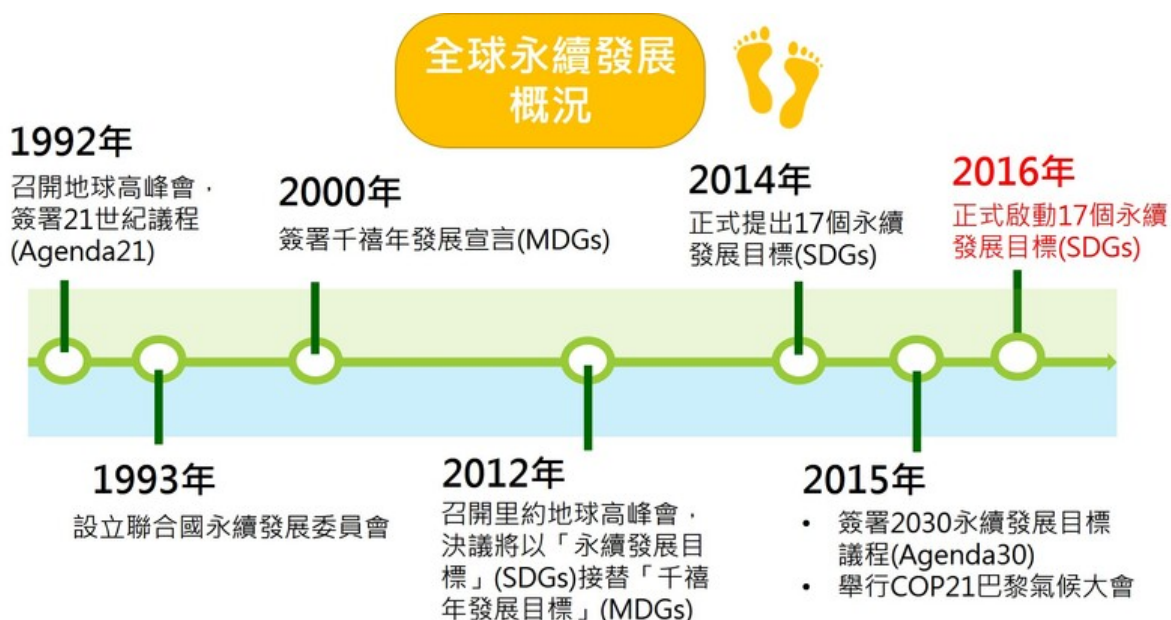 全球永續發展
概況
1992年
召開地球高峰會，
簽署21世紀議程
(Agenda21)
2000年
簽署千禧年發展宣言(MDGs)
2014年
正式提出17個永續
發展目標(SDGs)
2016年
正式啟動17個永續
發展目標(SDGs)
1993年
設立聯合國永續發展委員會
2012年
召開里約地球高峰會，
決議將以「永續發展目
標」(SDGs)接替「千禧
年發展目標」(MDGs)
2015年
• 簽署2030永續發展目標
議程(Agenda30)
• 舉行COP21巴黎氣候大會